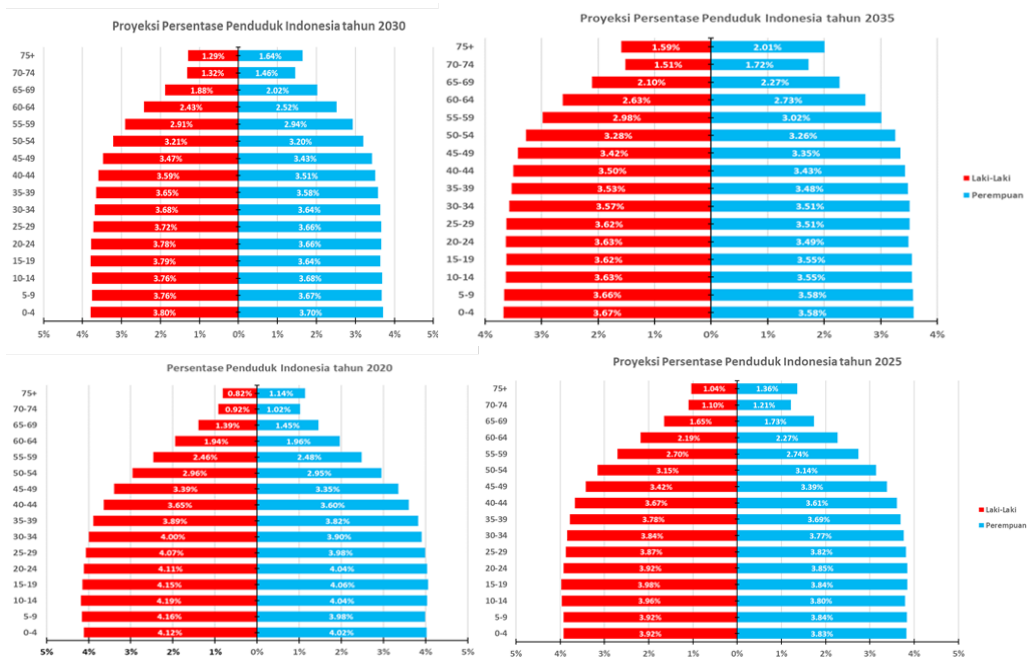 Proyeksi Persentase Penduduk Indonesia tahun 2030
75+ 1.29% 1.64%
70-74 1.32% 1.46%
65-69 1.88% 2.02%
60-64 2.43% 2.52%
55-59 2.91% 2.94%
50-54 3.21% 3.20%
45-49 3.47% 3.43%
40-44 3.59% 3.51%
35-39 3.65% 3.58%
30-34 3.68% 3.64%
25-29 3.72% 3.66%
20-24 3.78% 3.66%
15-19 3.79% 3.64%
10-14 3.76% 3.68%
5-9 3.76% 3.67%
0-4 3.80% 3.70%
5% 4% 3% 2% 1% 0% 1% 2% 3% 4% 5%
Proyeksi Persentase Penduduk Indonesia tahun 2035
75+ 1.59% 2.01%
70-74 1.51% 1.72%
65-69 2.10% 2.27%
60-64 2.63% 2.73%
55-59 2.98% 3.02%
50-54 3.28% 3.26%
45-49 3.42% 3.35%
40-44 3.50% 3.43%
35-39 3.53% 3.48%
30-34 3.57% 3.51%
25-29 3.62% 3.51%
20-24 3.63% 3.49%
15-19 3.62% 3.55%
10-14 3.63% 3.55%
5-9 3.66% 3.58%
0-4 3.67% 3.58%
4% 3% 2% 1% 0% 1% 2% 3% 4%
Laki-Laki
Perempuan
Persentase Penduduk Indonesia tahun 2020
75+ 0.82% 1.14%
70-74 0.92% 1.02%
65-69 1.39% 1.45%
60-64 1.94% 1.96%
55-59 2.46% 2.48%
50-54 2.96% 2.95%
45-49 3.39% 3.35%
40-44 3.65% 3.60%
35-39 3.89% 3.82%
30-34 4.00% 3.90%
25-29 4.07% 3.98%
20-24 4.11% 4.04%
15-19 4.15% 4.06%
10-14 4.19% 4.04%
5-9 4.16% 3.98%
0-4 4.12% 4.02%
5% 4% 3% 2% 1% 0% 1% 2% 3% 4% 5%
Proyeksi Persentase Penduduk Indonesia tahun 2025
75+ 1.04% 1.36%
70-74 1.10% 1.21%
65-69 1.65% 1.73%
60-64 2.19% 2.27%
55-59 2.70% 2.74%
50-54 3.15% 3.14%
45-49 3.42% 3.39%
40-44 3.67% 3.61%
35-39 3.78% 3.69%
30-34 3.84% 3.77%
25-29 3.87% 3.82%
20-24 3.92% 3.85%
15-19 3.98% 3.84%
10-14 3.96% 3.80%
5-9 3.92% 3.84%
0-4 3.92% 3.83%
5% 4% 3% 2% 1% 0% 1% 2% 3% 4% 5%
Laki-Laki
Perempuan